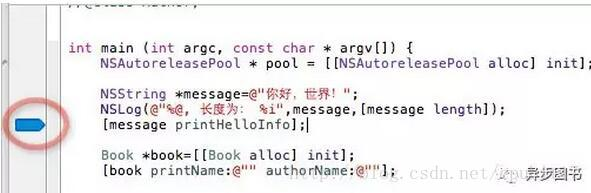 int main (int argc, const char * argv[]) {
NSAutoreleasePool * pool = [[NSAutoreleasePool alloc] init];
NSString *message=@"你好，世界！";
NSLog(@"%@, 长度为： %i",message,[message length]);
[message printHelloInfo];
Book *book=[[Book alloc] init];
[book printName:@"" authorName:@""];
异步图书